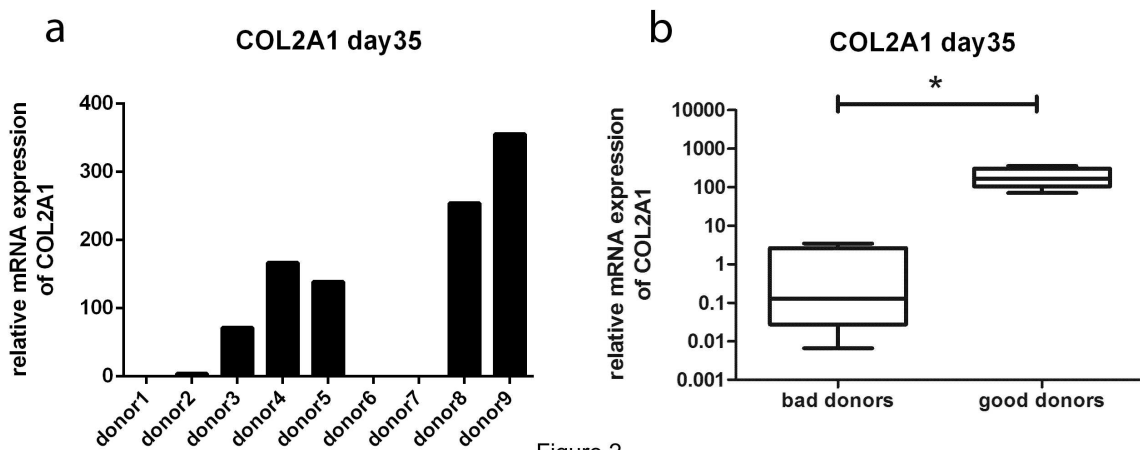 a
COL2A1 day35
relative mRNA expression
of COL2A1
400
300
200
100
0
donor1
donor2
donor3
donor4
donor5
donor6
donor7
donor8
donor9
b
COL2A1 day35
*
relative mRNA expression
of COL2A1
10000
1000
100
10
1
0.1
0.01
0.001
bad donors
good donors